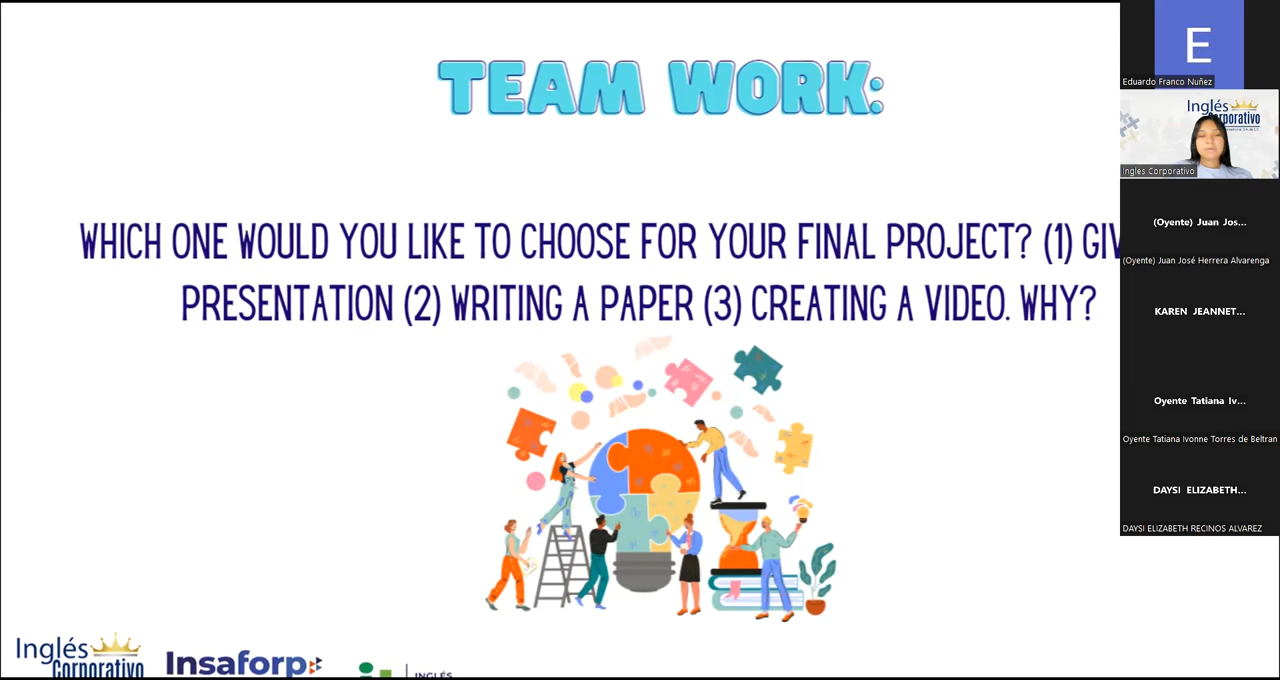 TEAM WORK:
WHICH ONE WOULD YOU LIKE TO CHOOSE FOR YOUR FINAL PROJECT? (1)
PRESENTATION (2) WRITING A PAPER (3) CREATING A VIDEO. WHY?
Inglés
Corporativo
Insaforp
INGLÉS
E
Eduardo Franco Nuñez
Inglés
Corporativo
Ingles Corporativo
(Oyente) Juan Jos...
(Oyente) Juan José Herrera Alvarenga
KAREN JEANNET...
Oyente Tatiana Iv...
Oyente Tatiana Ivonne Torres de Beltran
DAYSI ELIZABETH...
DAYSI ELIZABETH RECINOS ALVAREZ